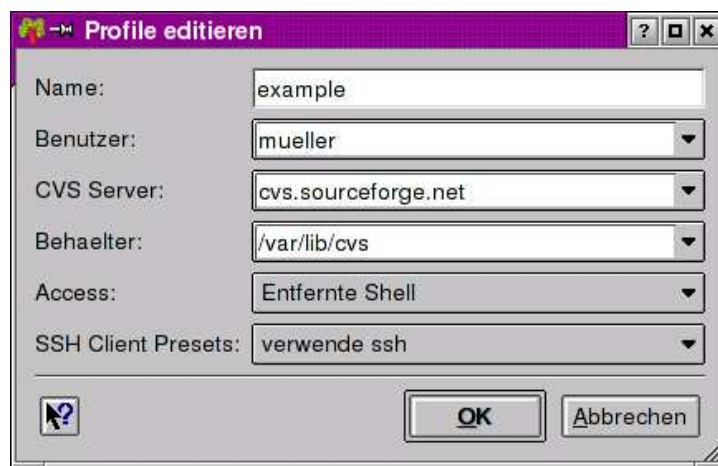 Profile editieren
Name: example
Benutzer: mueller
CVS Server: cvs.sourceforge.net
Behaelter: /var/lib/cvs
Access: Entfernte Shell
SSH Client Presets: verwende ssh
OK Abbrechen